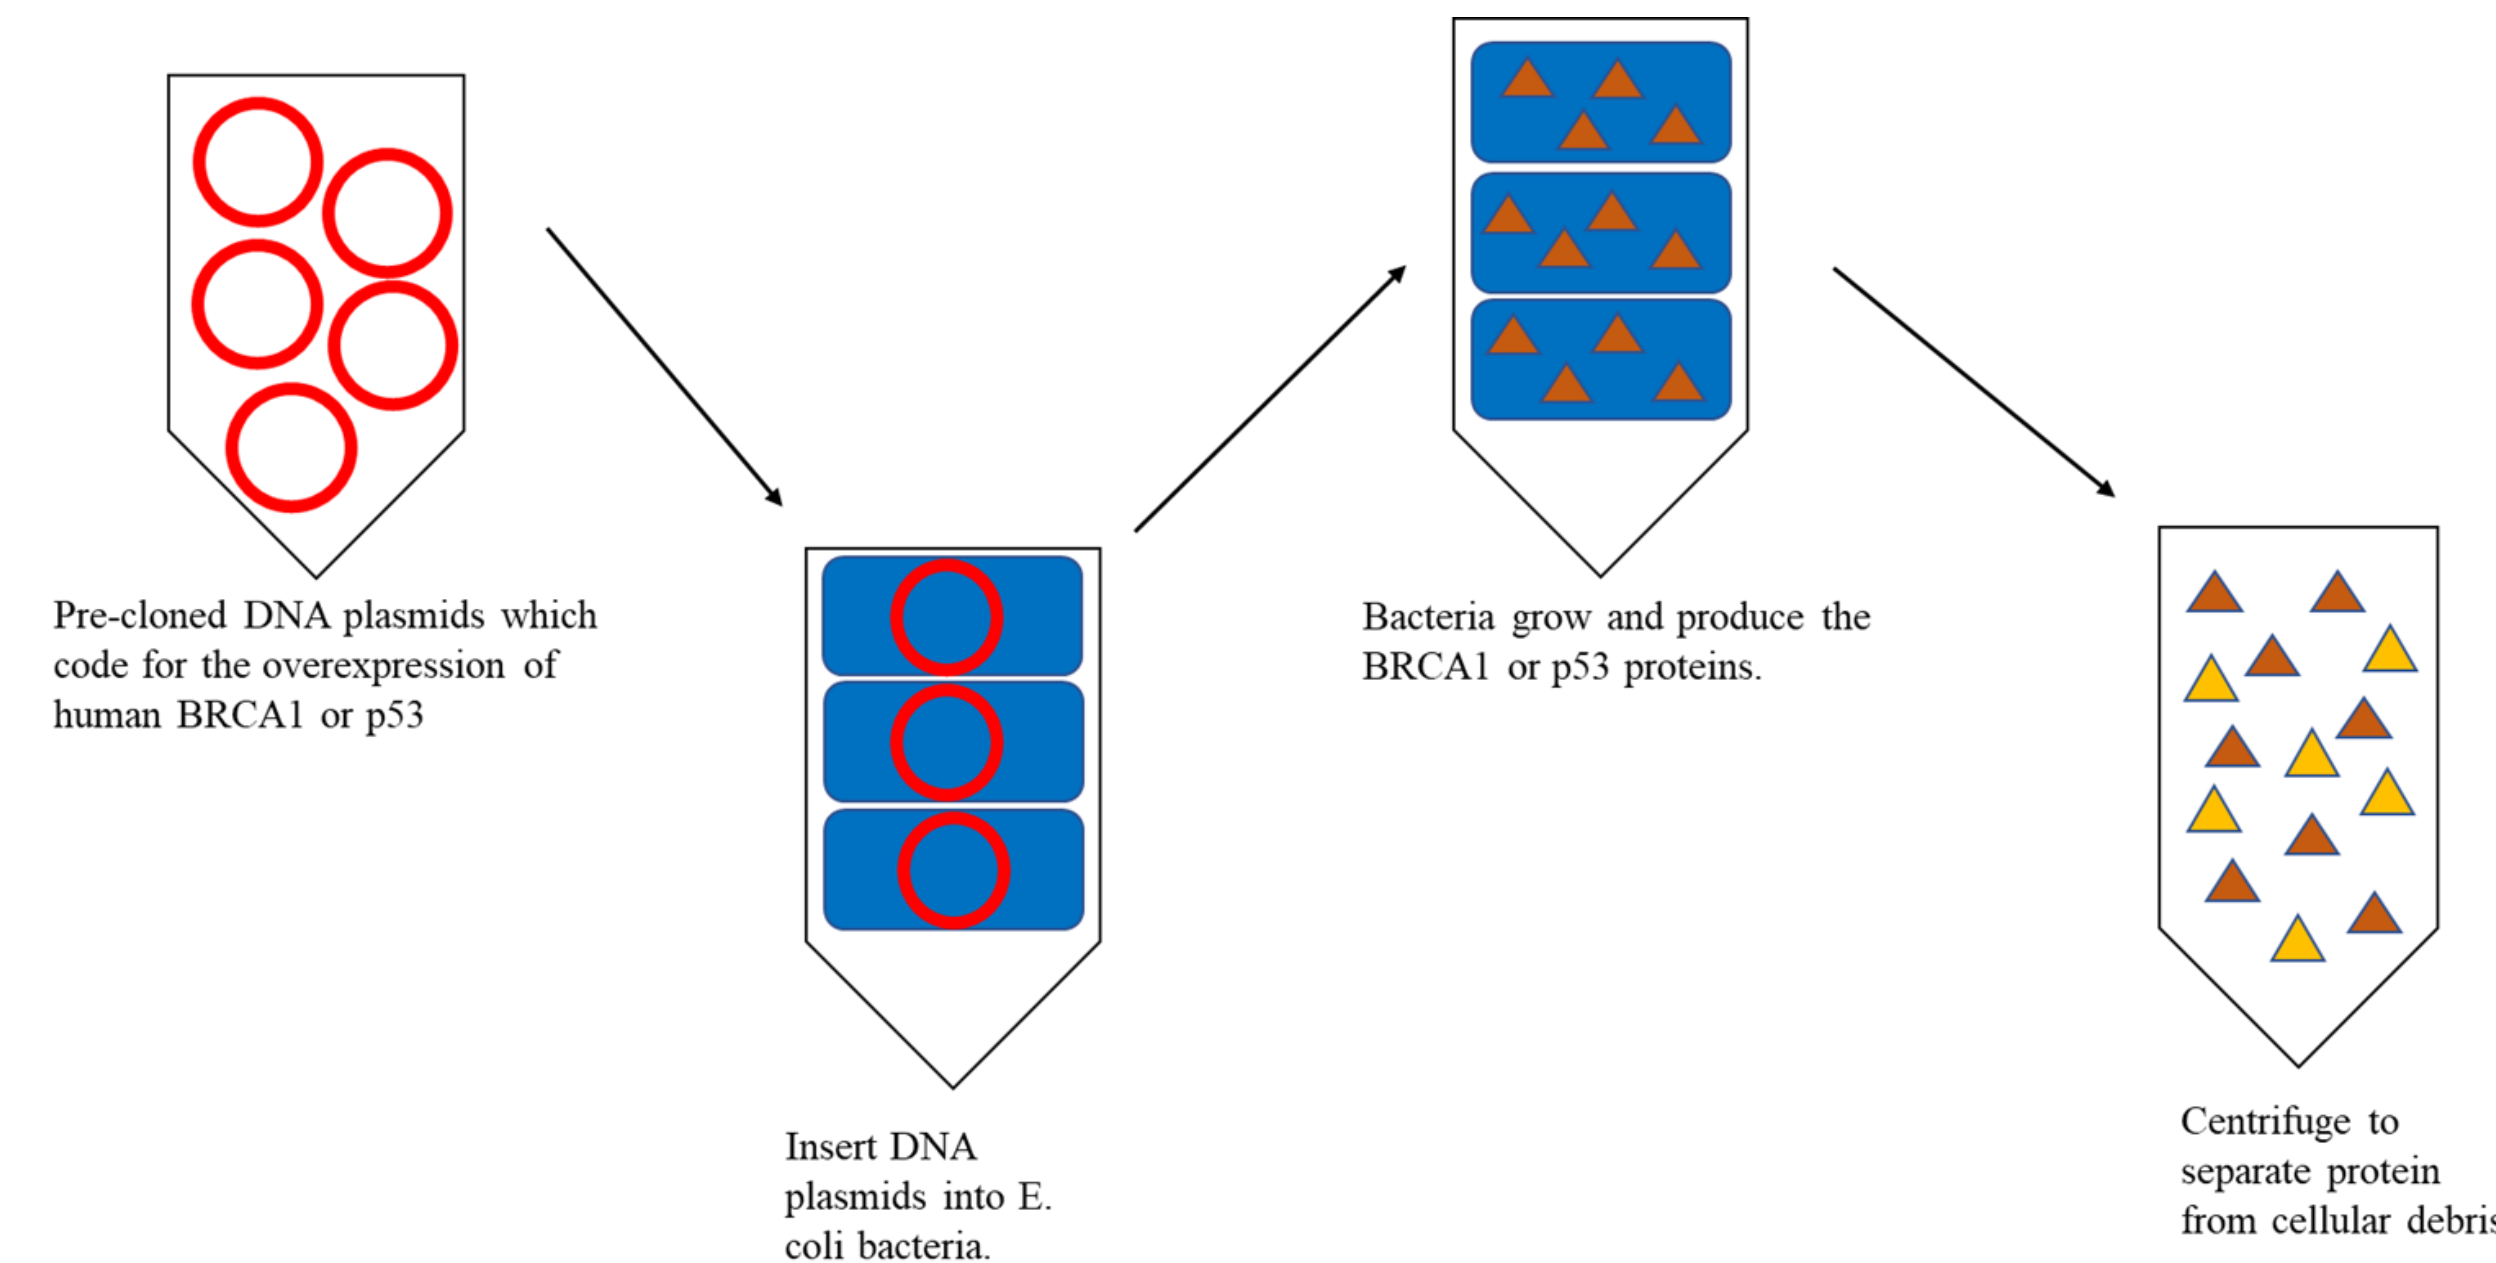 Pre-cloned DNA plasmids which
code for the overexpression of
human BRCA1 or p53
Insert DNA
plasmids into E.
coli bacteria.
Bacteria grow and produce the
BRCA1 or p53 proteins.
Centrifuge to
separate protein
from cellular debris